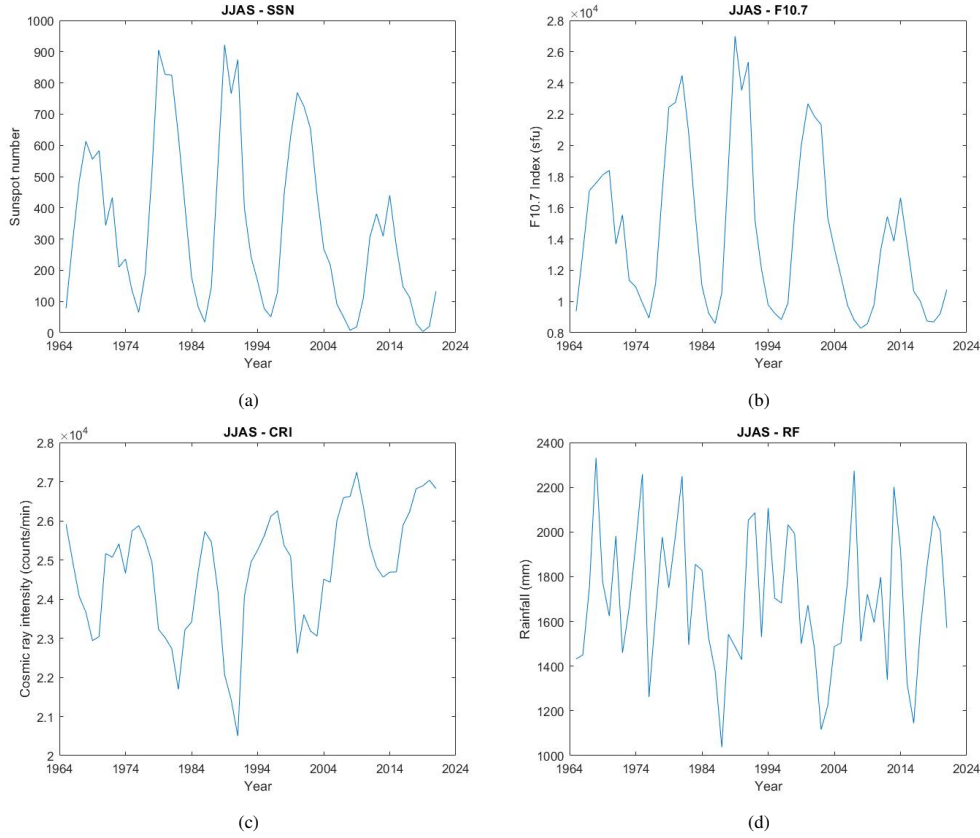 JJAS - SSN
1000
900
800
700
600
500
400
300
200
100
0
Sunspot number
1964 1974 1984 1994 2004 2014 2024
Year
(a)
JJAS - F10.7
×10⁴
2.8
2.6
2.4
2.2
2
1.8
1.6
1.4
1.2
1
0.8
F10.7 Index (sfu)
1964 1974 1984 1994 2004 2014 2024
Year
(b)
JJAS - CRI
×10⁴
2.8
2.7
2.6
2.5
2.4
2.3
2.2
2.1
2
Cosmic ray intensity (counts/min)
1964 1974 1984 1994 2004 2014 2024
Year
(c)
JJAS - RF
2400
2200
2000
1800
1600
1400
1200
1000
Rainfall (mm)
1964 1974 1984 1994 2004 2014 2024
Year
(d)